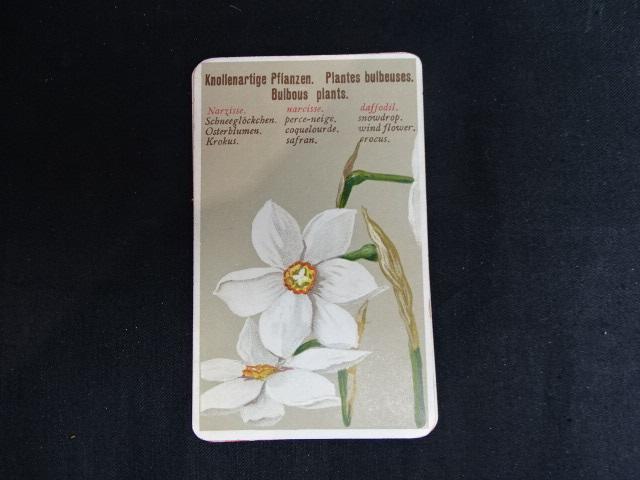 Knollenartige Pflanzen. Plantes bulbeuses.
Bulbous plants.
Narzisse. narcisse. daffodil.
Schneeglöckchen. perce-neige. snowdrop.
Osterblumen. coquelourde. wind flower.
Krokus. safran. crocus.